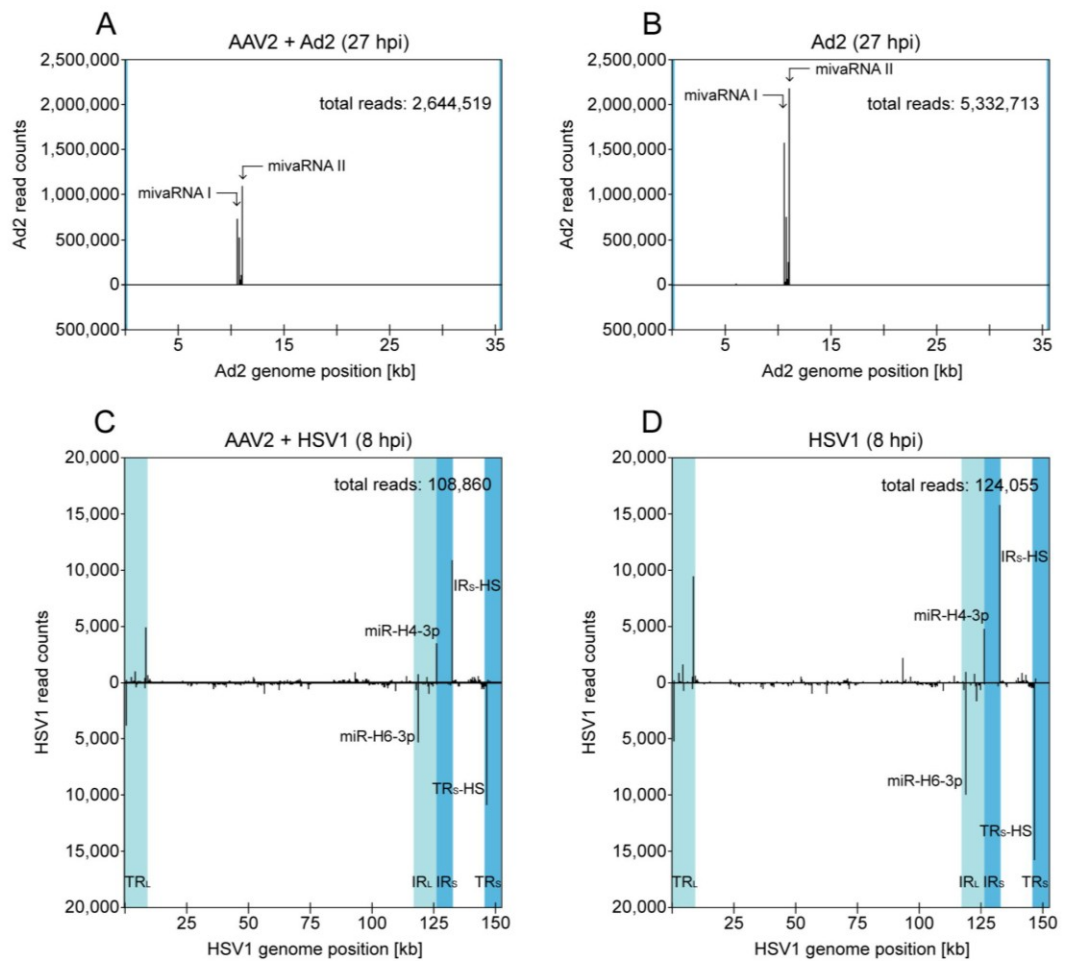 A
AAV2 + Ad2 (27 hpi)
2,500,000
2,000,000
1,500,000
1,000,000
500,000
0
500,000
Ad2 read counts
total reads: 2,644,519
mivaRNA I
mivaRNA II
5 15 25 35
Ad2 genome position [kb]
B
Ad2 (27 hpi)
2,500,000
2,000,000
1,500,000
1,000,000
500,000
0
500,000
Ad2 read counts
mivaRNA II
mivaRNA I
total reads: 5,332,713
5 15 25 35
Ad2 genome position [kb]
C
AAV2 + HSV1 (8 hpi)
20,000
15,000
10,000
5,000
0
5,000
10,000
15,000
20,000
HSV1 read counts
total reads: 108,860
IRS-HS
miR-H4-3p
miR-H6-3p
TRS-HS
TRL IRL IRS TRS
25 50 75 100 125 150
HSV1 genome position [kb]
D
HSV1 (8 hpi)
20,000
15,000
10,000
5,000
0
5,000
10,000
15,000
20,000
HSV1 read counts
total reads: 124,055
IRS-HS
miR-H4-3p
miR-H6-3p
TRS-HS
TRL IRL IRS TRS
25 50 75 100 125 150
HSV1 genome position [kb]